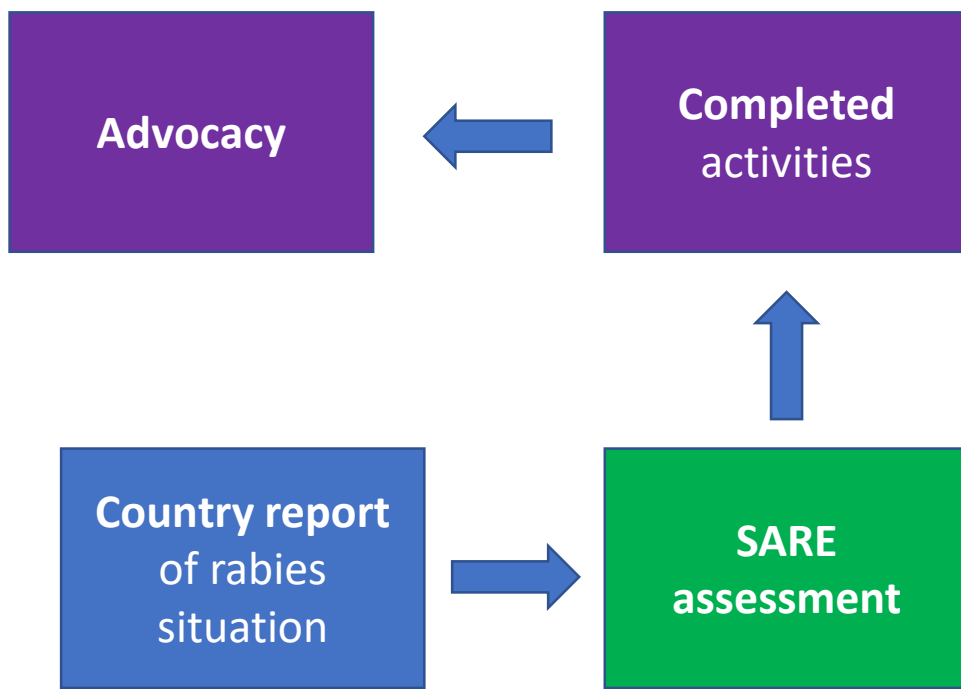 Advocacy
Completed
activities
Country report
of rabies
situation
SARE
assessment